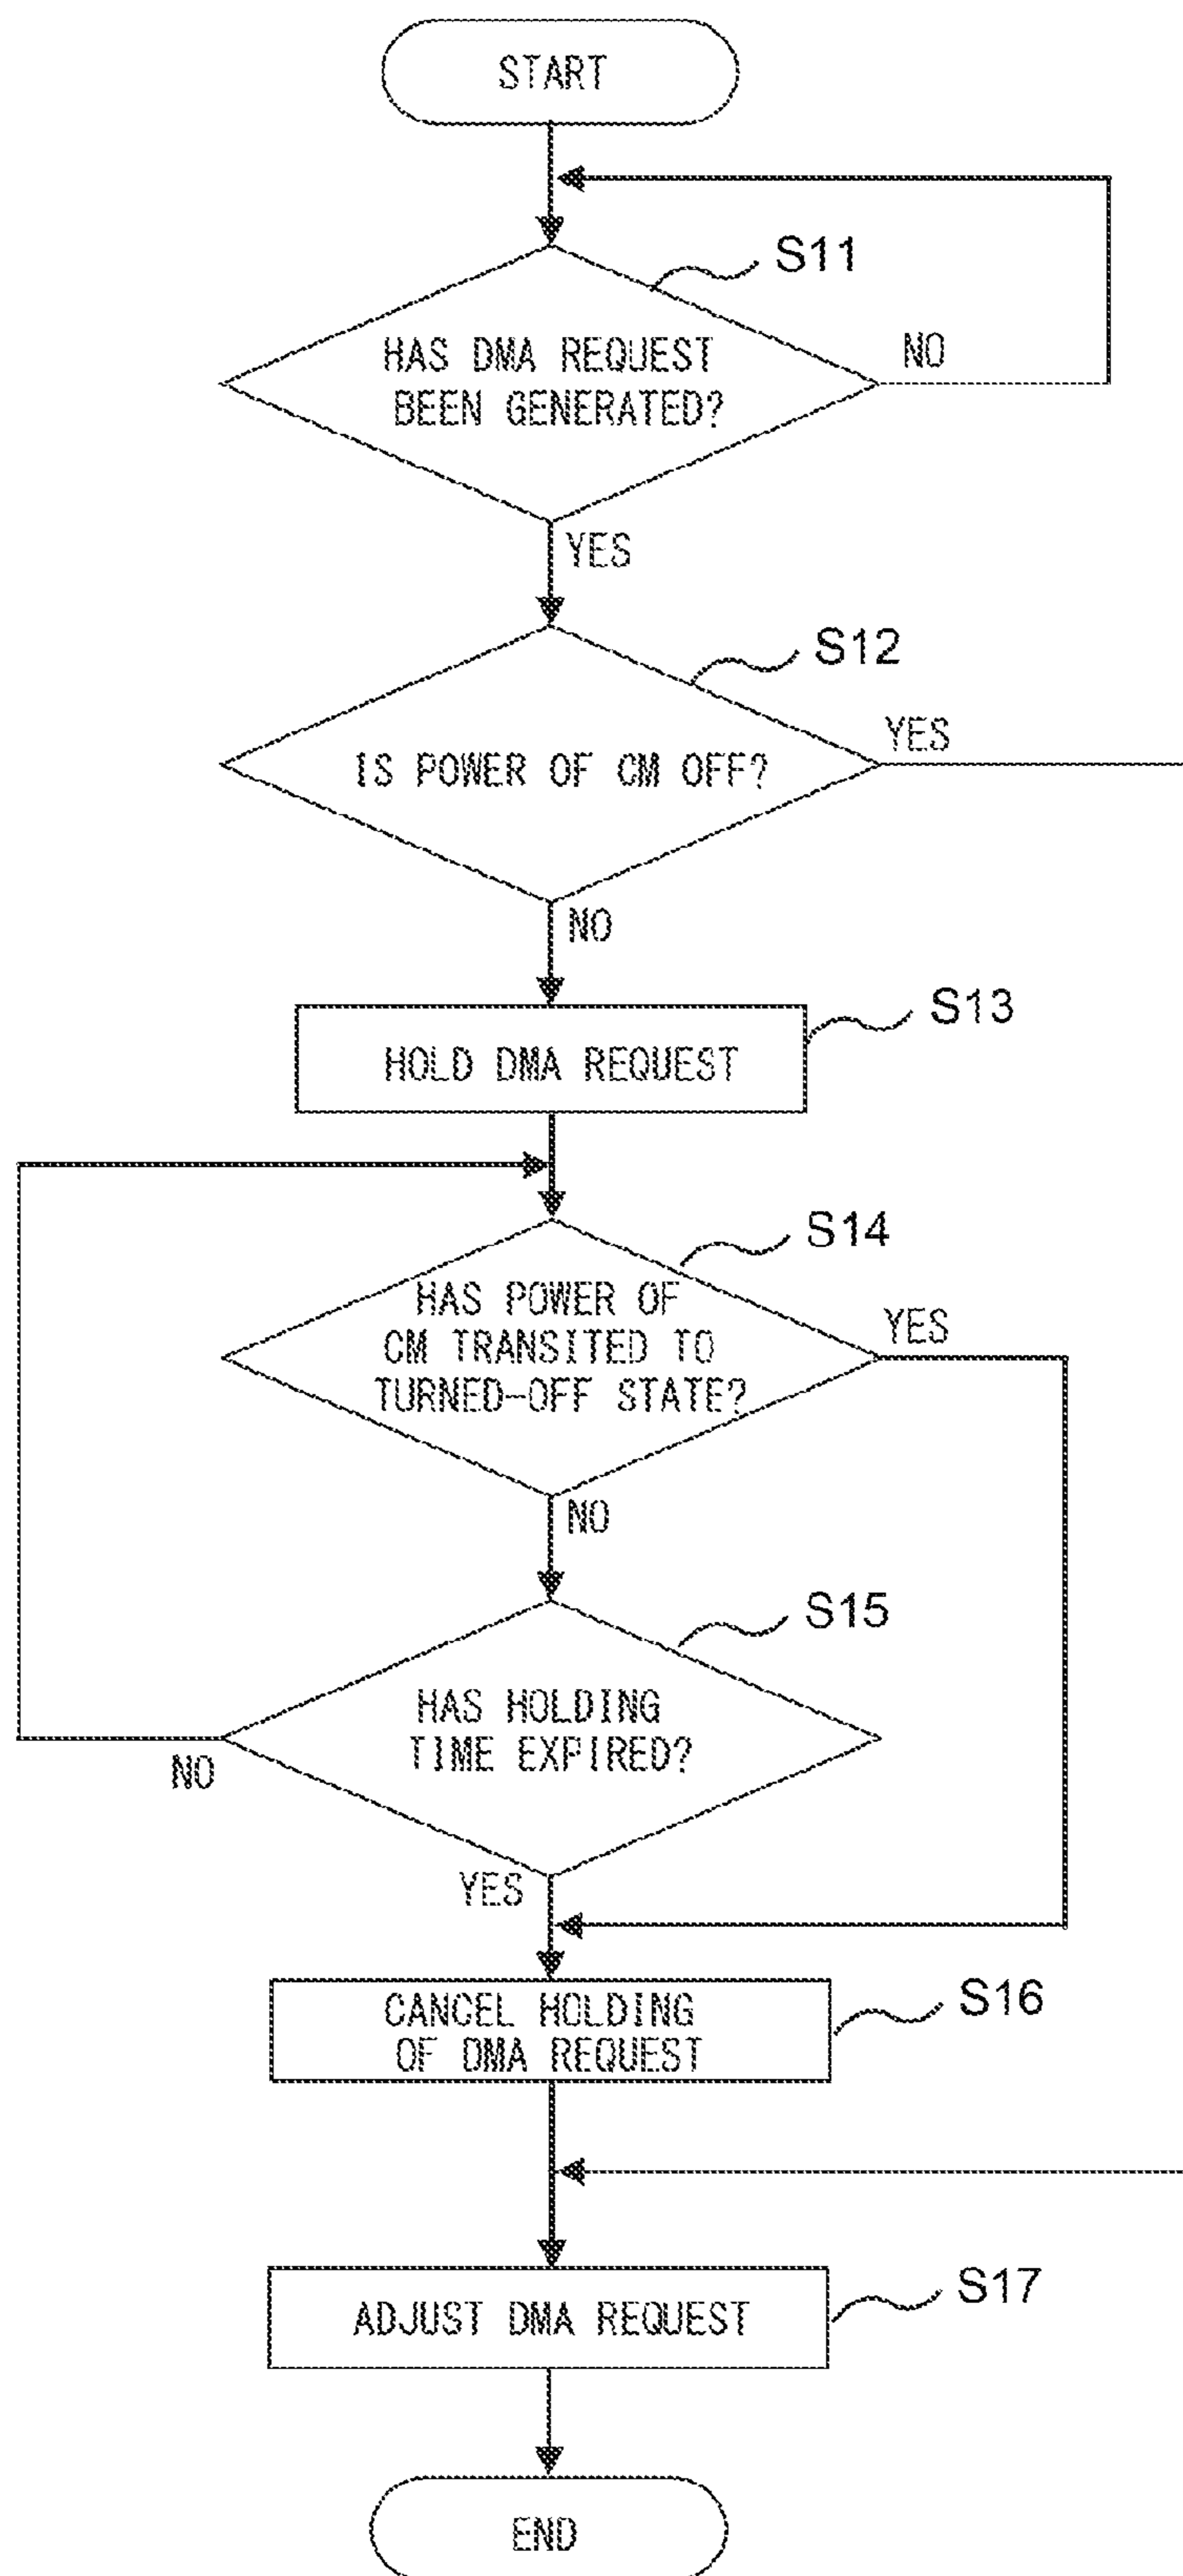 START
S11
HAS DMA REQUEST
BEEN GENERATED?
NO
YES
S12
IS POWER OF CM OFF?
YES
NO
S13
HOLD DMA REQUEST
S14
HAS POWER OF
CM TRANSITED TO
TURNED-OFF STATE?
YES
NO
S15
HAS HOLDING
TIME EXPIRED?
NO
YES
S16
CANCEL HOLDING
OF DMA REQUEST
S17
ADJUST DMA REQUEST
END